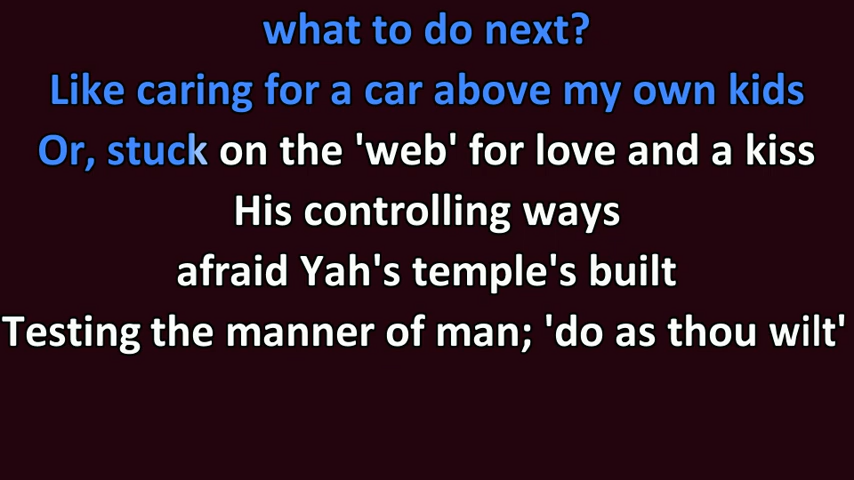 what to do next?
Like caring for a car above my own kids
Or, stuck on the 'web' for love and a kiss
His controlling ways
afraid Yah's temple's built
Testing the manner of man; 'do as thou wilt'